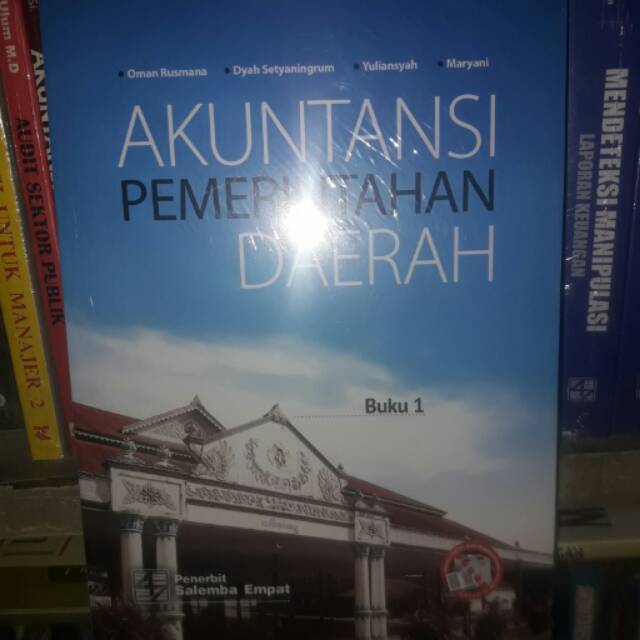 • Oman Rusmana • Dyah Setyaningrum • Yuliansyah • Maryani
AKUNTANSI
PEMERINTAHAN
DAERAH
Buku 1
Penerbit
Salemba Empat
Ulum M.D
AUDIT SEKTOR PUBLIK
UNTUK MANAJER 2
MENDETEKSI MANIPULASI
LAPORAN KEUANGAN